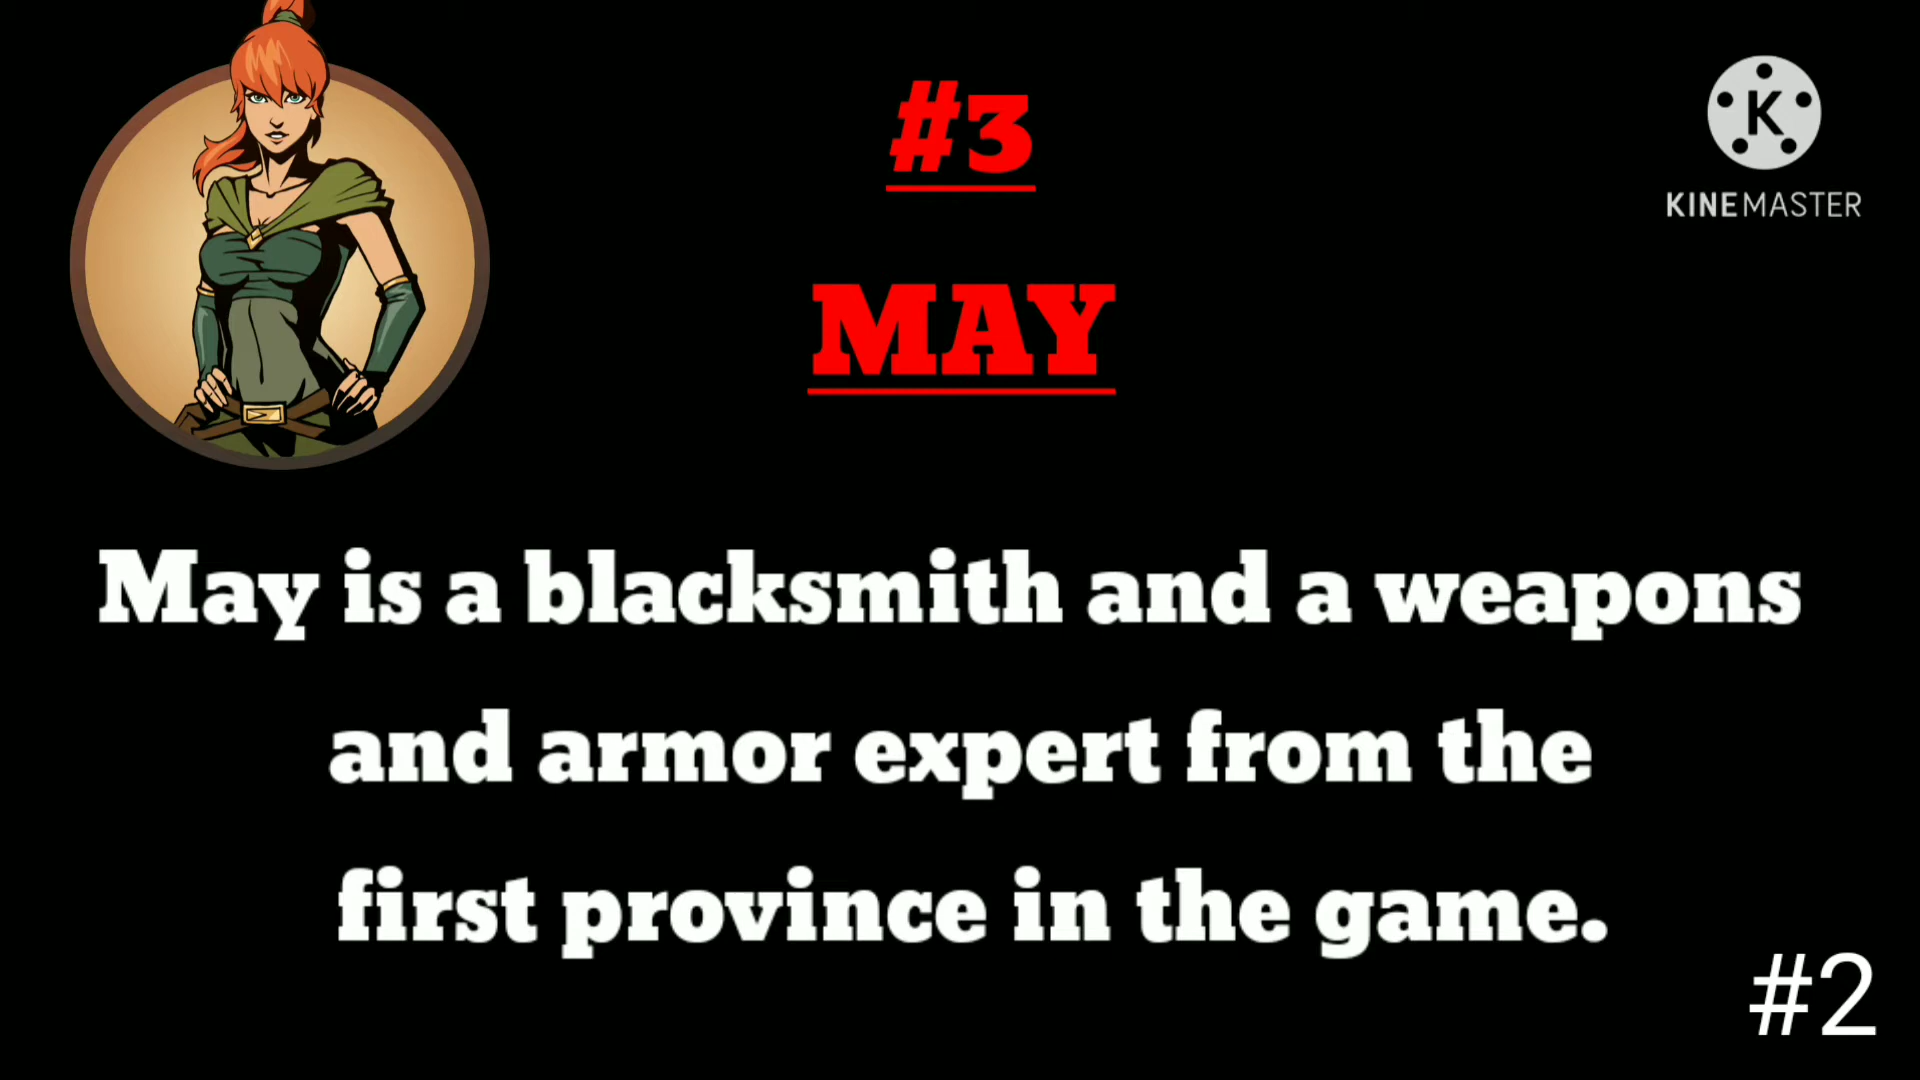 #3
K
KINEMASTER
MAY
May is a blacksmith and a weapons
and armor expert from the
first province in the game.
#2